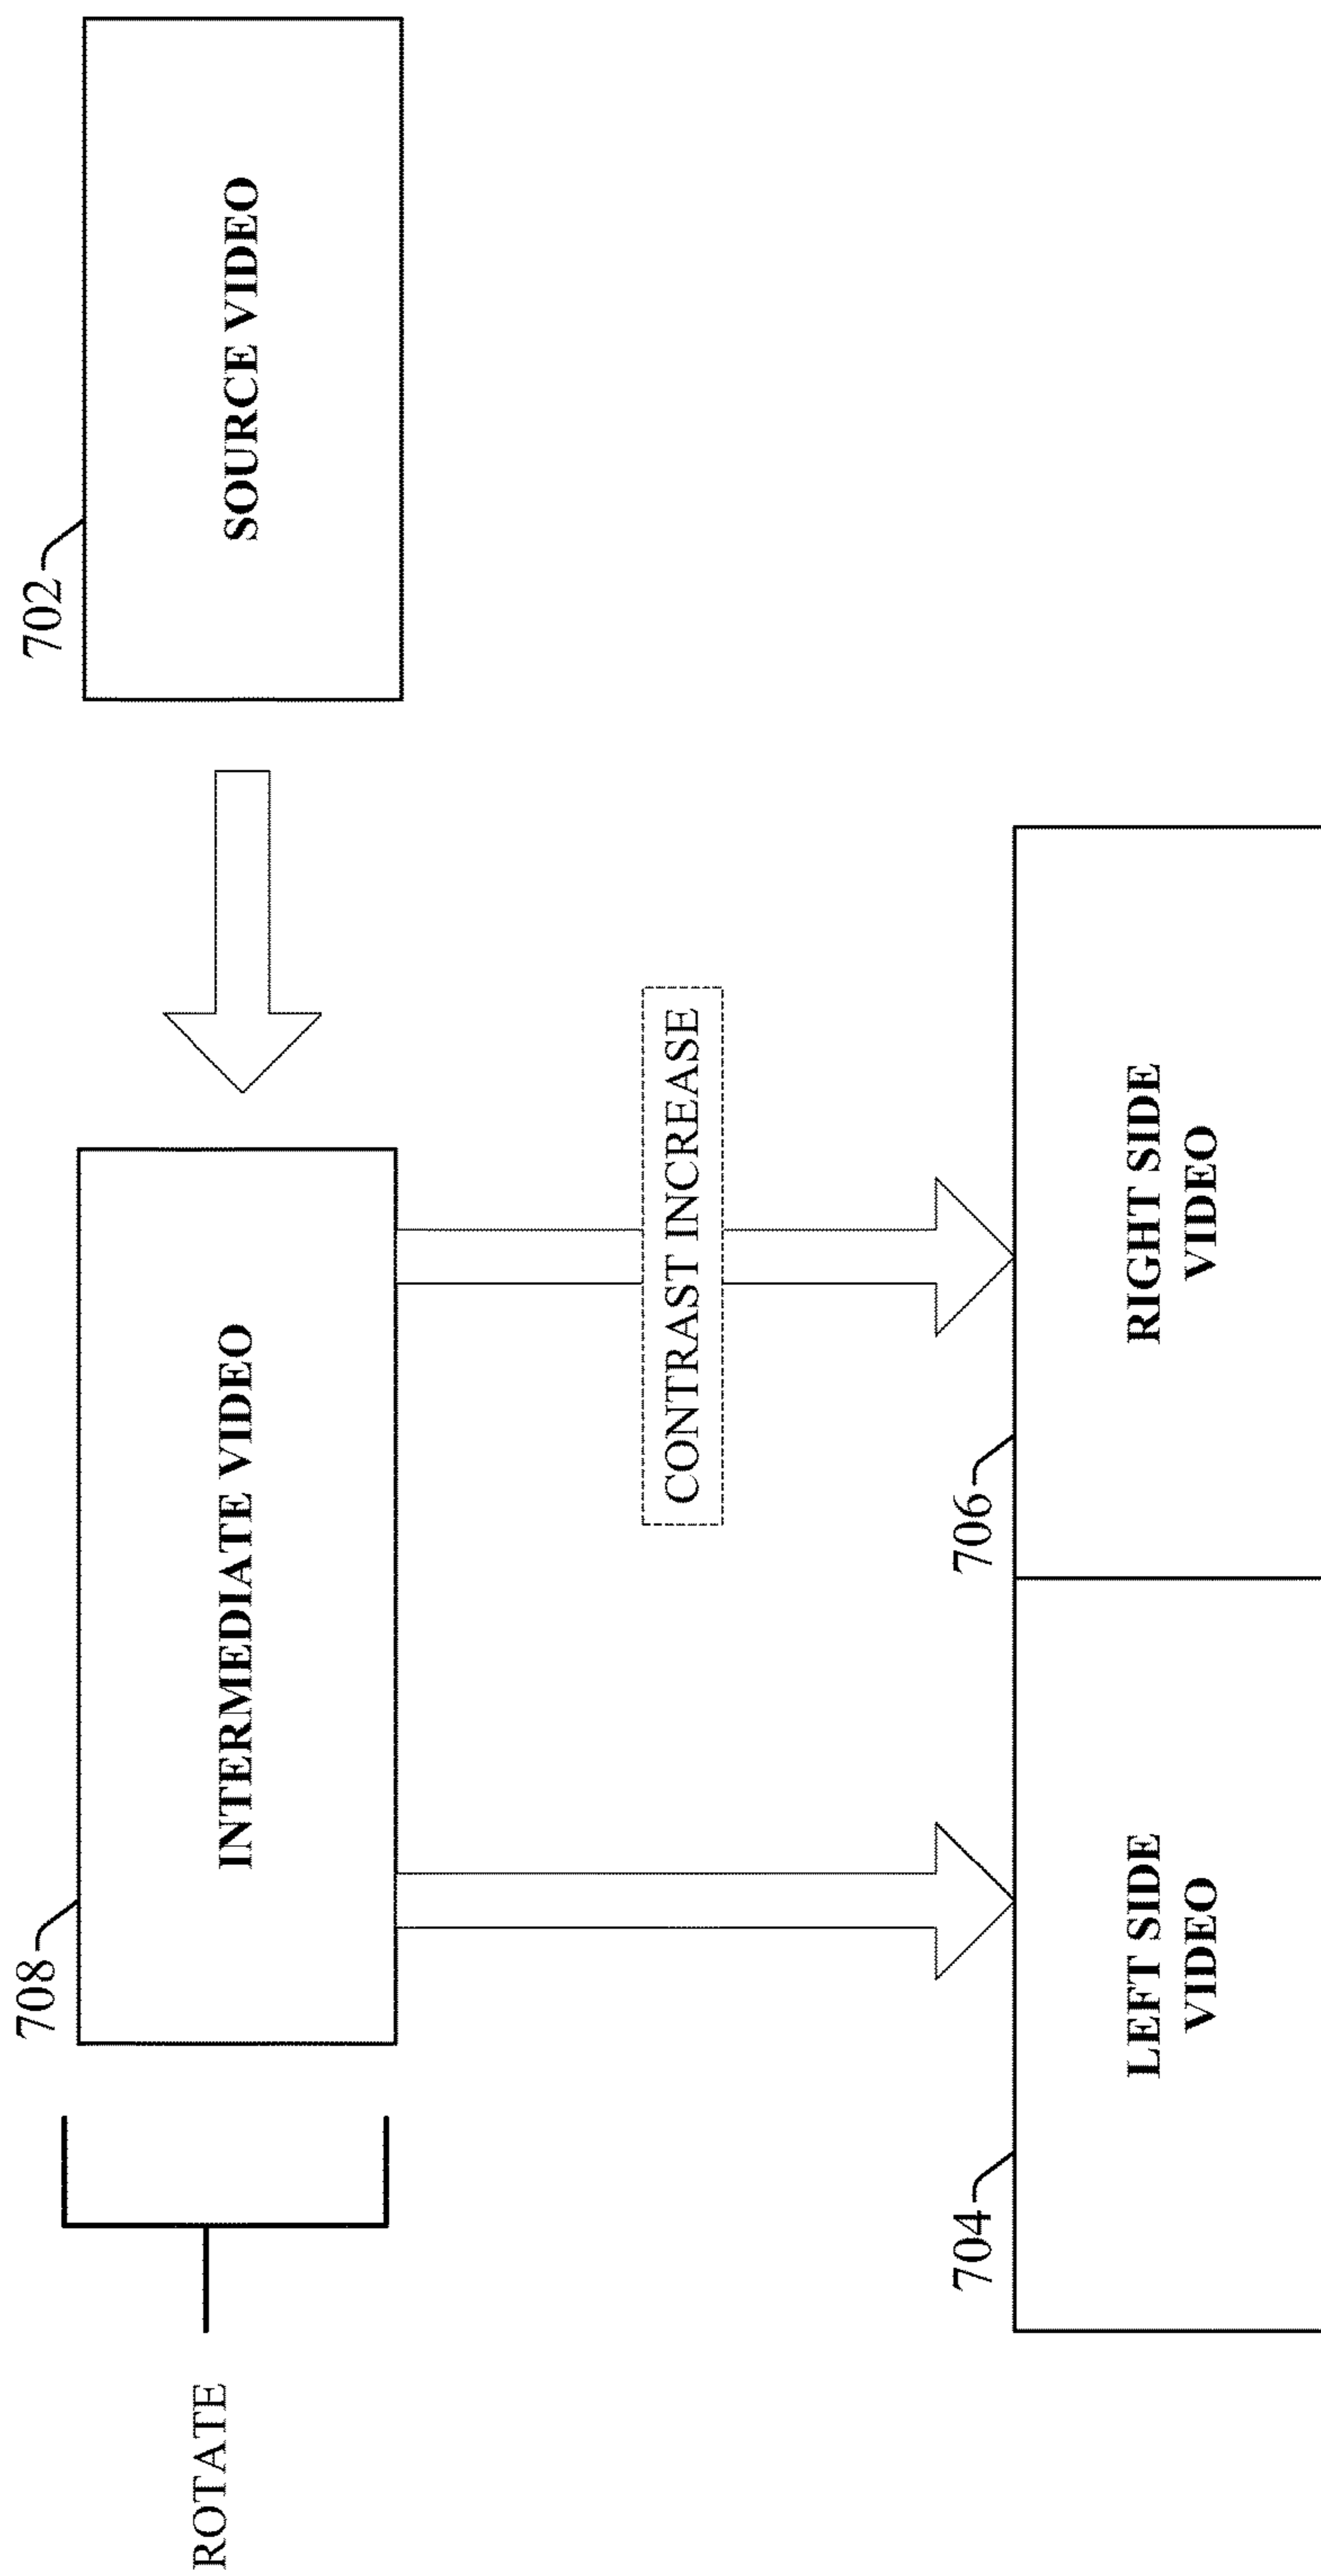 ROTATE
708
INTERMEDIATE VIDEO
702
SOURCE VIDEO
CONTRAST INCREASE
704
LEFT SIDE
VIDEO
706
RIGHT SIDE
VIDEO